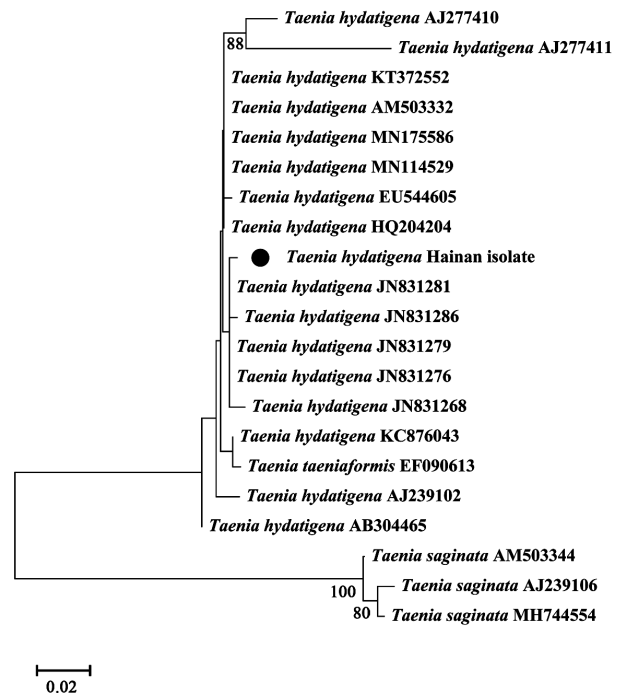 Taenia hydatigena AJ277410
88
Taenia hydatigena AJ277411
Taenia hydatigena KT372552
Taenia hydatigena AM503332
Taenia hydatigena MN175586
Taenia hydatigena MN114529
Taenia hydatigena EU544605
Taenia hydatigena HQ204204
Taenia hydatigena Hainan isolate
Taenia hydatigena JN831281
Taenia hydatigena JN831286
Taenia hydatigena JN831279
Taenia hydatigena JN831276
Taenia hydatigena JN831268
Taenia hydatigena KC876043
Taenia taeniaformis EF090613
Taenia hydatigena AJ239102
Taenia hydatigena AB304465
Taenia saginata AM503344
100
Taenia saginata AJ239106
80
Taenia saginata MH744554
0.02